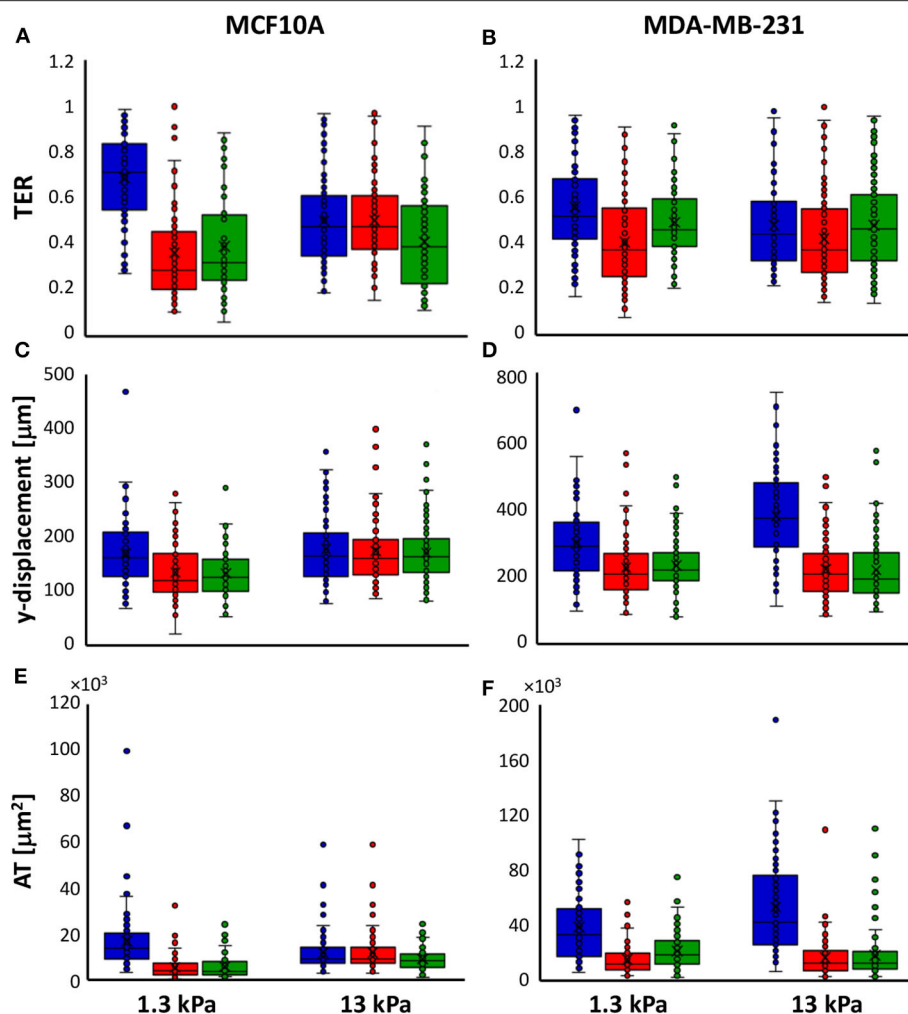 MCF10A
MDA-MB-231
A
B
TER
1.2
1
0.8
0.6
0.4
0.2
0
1.2
1
0.8
0.6
0.4
0.2
0
C
D
y-displacement [μm]
500
400
300
200
100
0
800
600
400
200
0
E
F
AT [μm²]
×10³
120
100
80
60
40
20
0
×10³
200
160
120
80
40
0
1.3 kPa
13 kPa
1.3 kPa
13 kPa